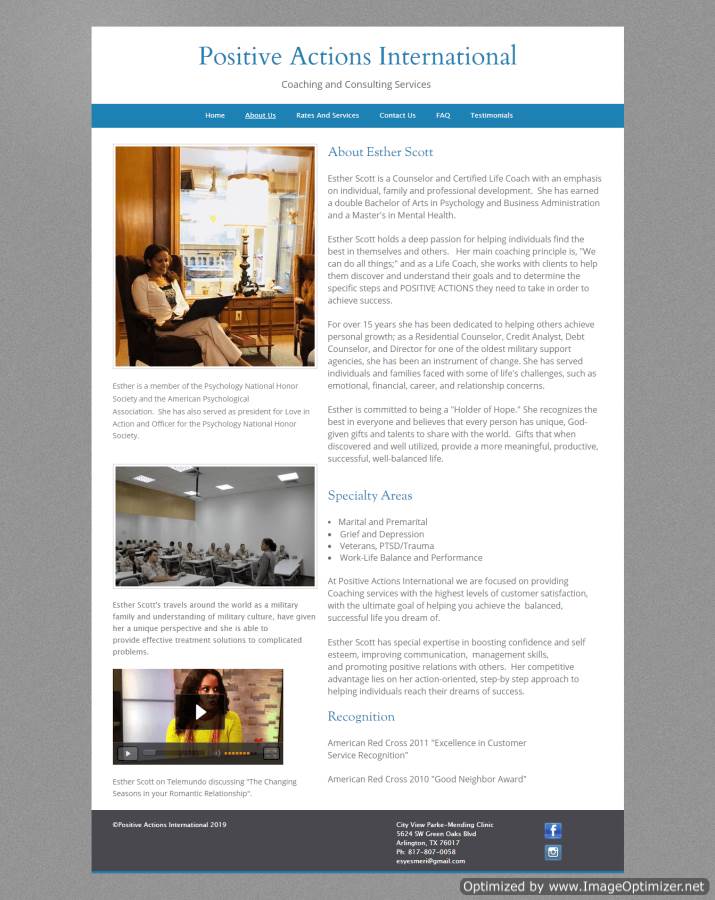 Positive Actions International
Coaching and Consulting Services
Home About Us Rates And Services Contact Us FAQ Testimonials
Esther is a member of the Psychology National Honor
Society and the American Psychological
Association.  She has also served as president for Love in
Action and Officer for the Psychology National Honor
Society.
Esther Scott's travels around the world as a military
family and understanding of military culture, have given
her a unique perspective and she is able to
provide effective treatment solutions to complicated
problems.
Esther Scott on Telemundo discussing "The Changing
Seasons in your Romantic Relationship".
About Esther Scott
Esther Scott is a Counselor and Certified Life Coach with an emphasis
on individual, family and professional development.  She has earned
a double Bachelor of Arts in Psychology and Business Administration
and a Master's in Mental Health.
Esther Scott holds a deep passion for helping individuals find the
best in themselves and others.   Her main coaching principle is, "We
can do all things;" and as a Life Coach, she works with clients to help
them discover and understand their goals and to determine the
specific steps and POSITIVE ACTIONS they need to take in order to
achieve success.
For over 15 years she has been dedicated to helping others achieve
personal growth; as a Residential Counselor, Credit Analyst, Debt
Counselor, and Director for one of the oldest military support
agencies, she has been an instrument of change. She has served
individuals and families faced with some of life's challenges, such as
emotional, financial, career, and relationship concerns.
Esther is committed to being a "Holder of Hope." She recognizes the
best in everyone and believes that every person has unique, God-
given gifts and talents to share with the world.  Gifts that when
discovered and well utilized, provide a more meaningful, productive,
successful, well-balanced life.
Specialty Areas
• Marital and Premarital
• Grief and Depression
• Veterans, PTSD/Trauma
• Work-Life Balance and Performance
At Positive Actions International we are focused on providing
Coaching services with the highest levels of customer satisfaction,
with the ultimate goal of helping you achieve the  balanced,
successful life you dream of.
Esther Scott has special expertise in boosting confidence and self
esteem, improving communication,  management skills,
and promoting positive relations with others.  Her competitive
advantage lies on her action-oriented, step-by step approach to
helping individuals reach their dreams of success.
Recognition
American Red Cross 2011 "Excellence in Customer
Service Recognition"
American Red Cross 2010 "Good Neighbor Award"
©Positive Actions International 2019
City View Parke-Mending Clinic
5624 SW Green Oaks Blvd
Arlington, TX 76017
Ph: 817-807-0058
esyesmeri@gmail.com
Optimized by www.ImageOptimizer.net